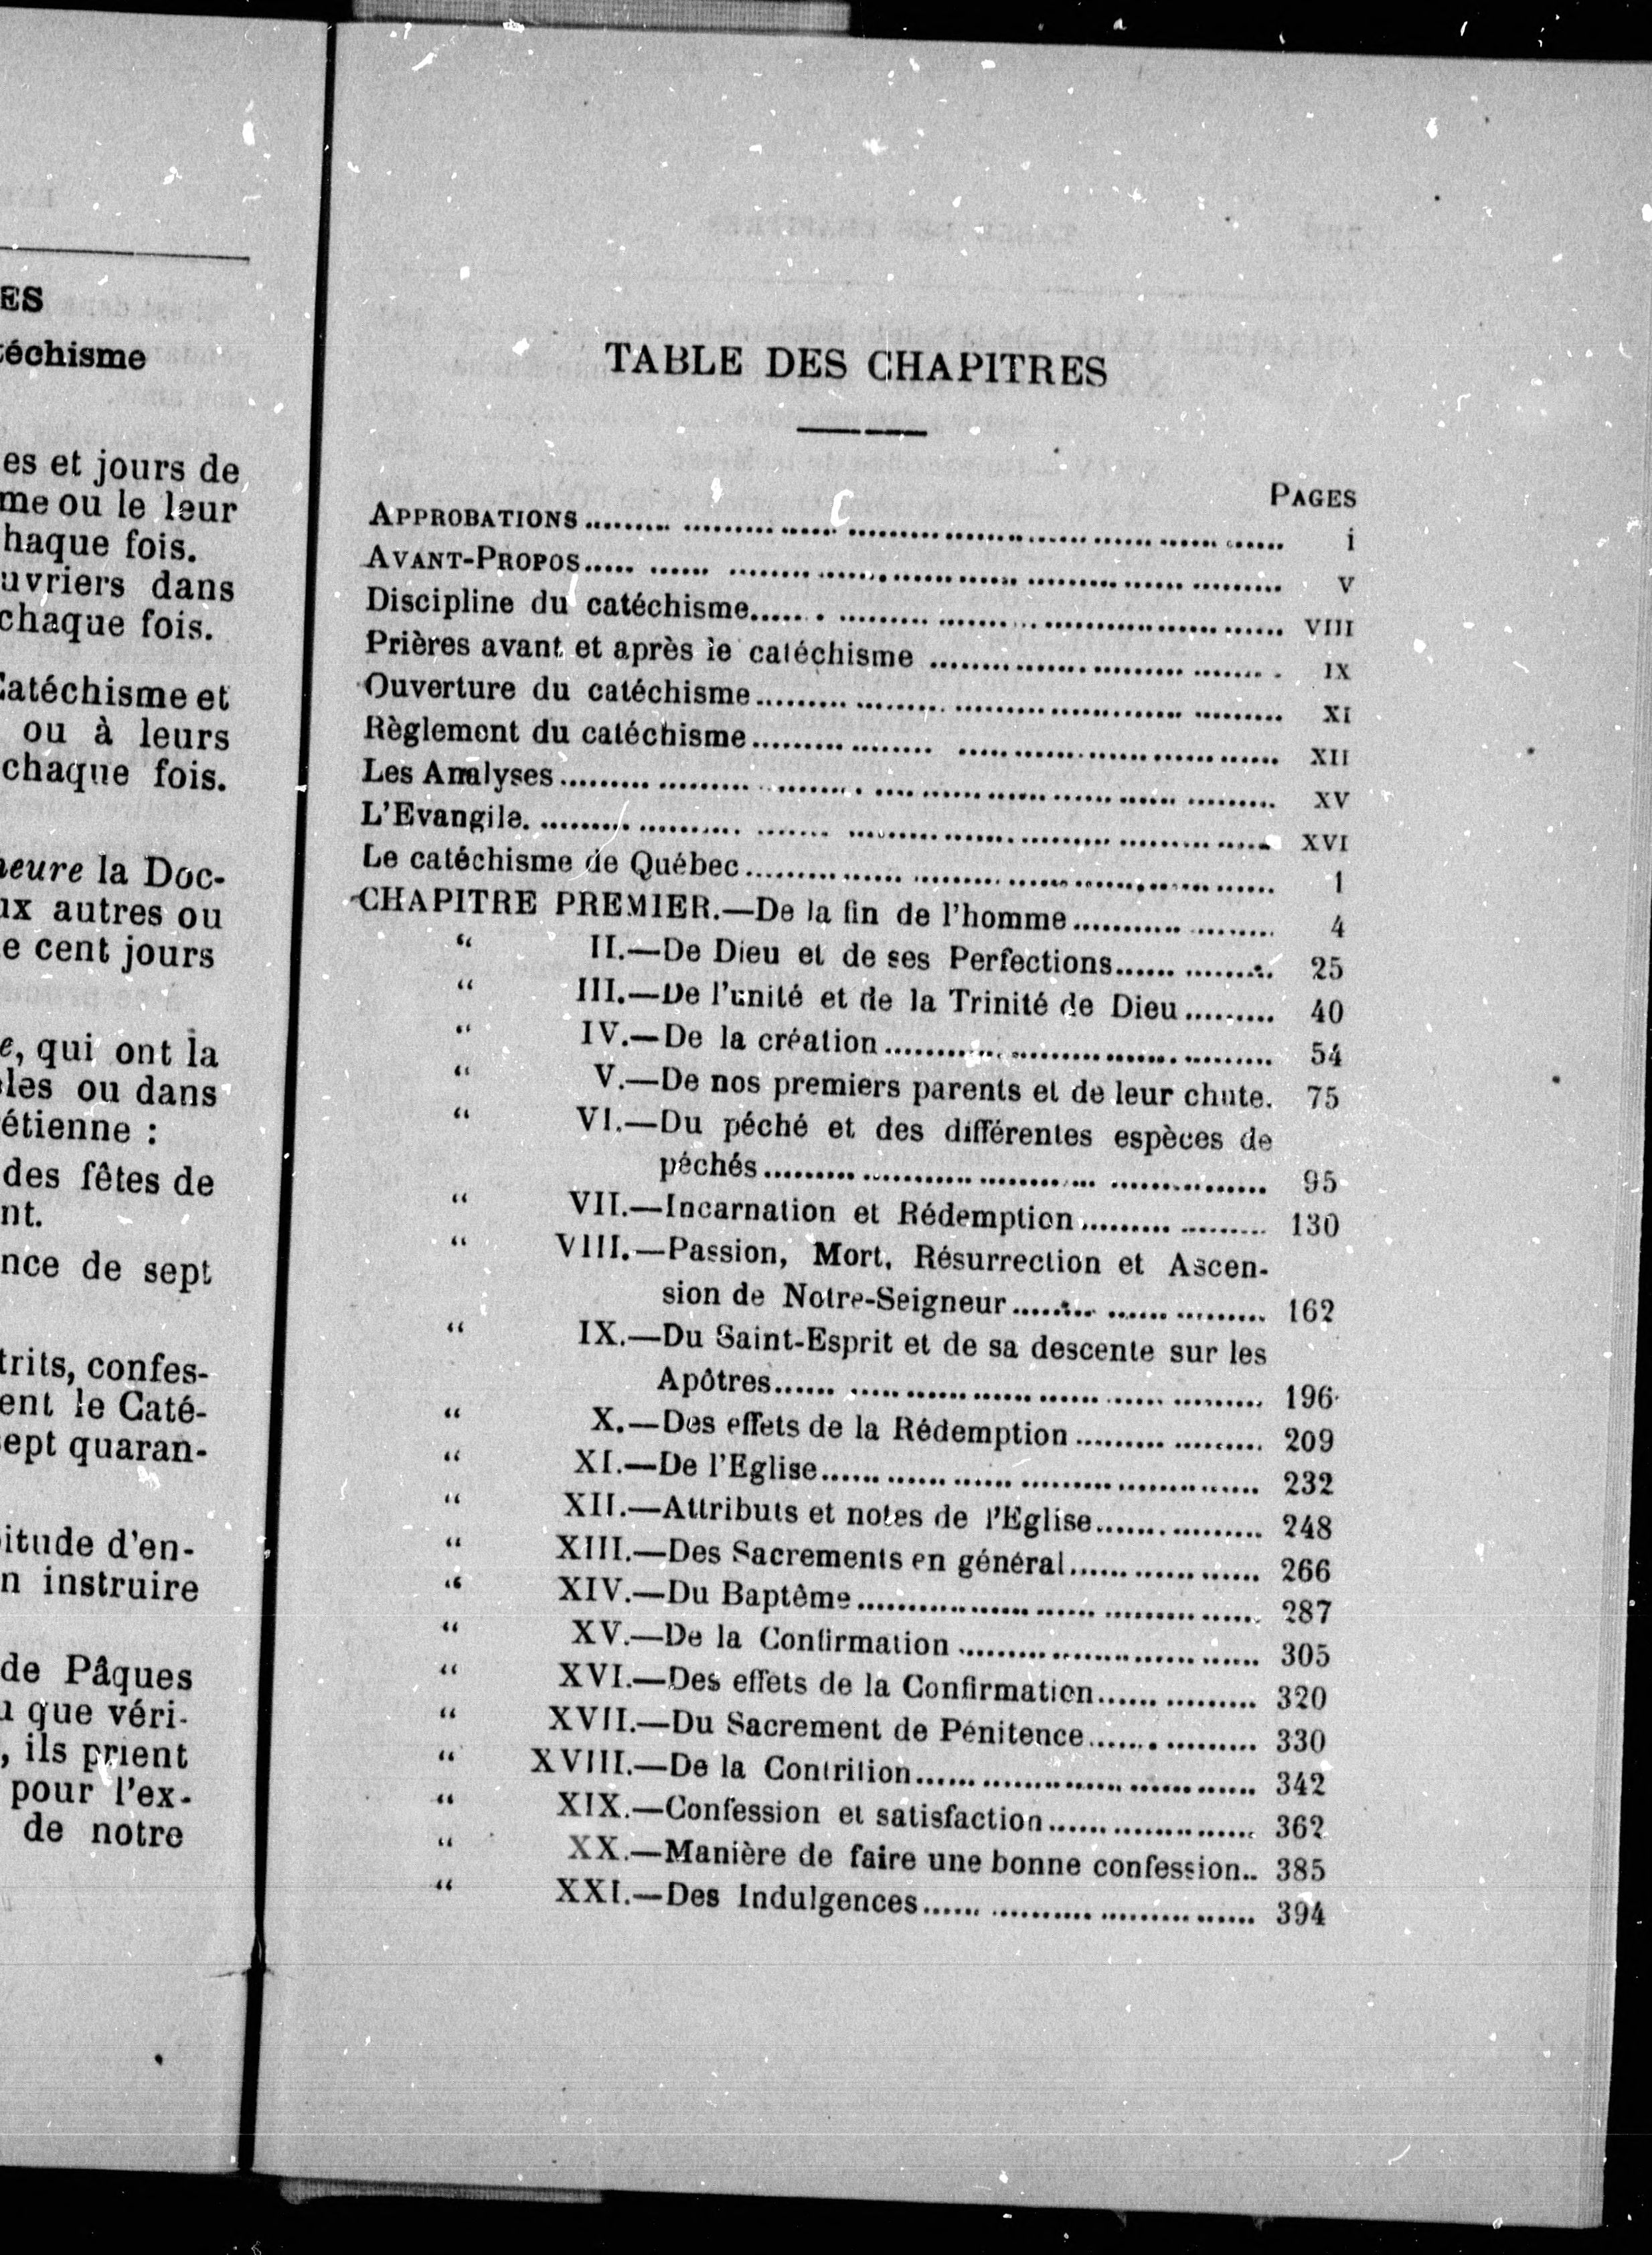 ES
téchisme
es et jours de
me ou le leur
haque fois.
uvriers dans
chaque fois.
Catéchisme et
ou à leurs
chaque fois.
heure la Doc-
ux autres ou
e cent jours
e, qui ont la
les ou dans
étienne :
des fêtes de
nt.
nce de sept
trits, confes-
ent le Caté-
sept quaran-
bitude d'en-
n instruire
de Pâques
u que véri-
, ils prient
pour l'ex-
de notre
TABLE DES CHAPITRES
PAGES
APPROBATIONS.......................................................... i
AVANT-PROPOS.......................................................... V
Discipline du catéchisme.............................................. VIII
Prières avant et après le catéchisme .................................. IX
Ouverture du catéchisme............................................... XI
Règlement du catéchisme............................................... XII
Les Analyses.......................................................... XV
L'Evangile. .......................................................... XVI
Le catéchisme de Québec............................................... 1
CHAPITRE PREMIER.—De la fin de l'homme.................... 4
“ II.—De Dieu et de ses Perfections............... 25
“ III.—De l'unité et de la Trinité de Dieu......... 40
“ IV.—De la création.................................... 54
“ V.—De nos premiers parents et de leur chute. 75
“ VI.—Du péché et des différentes espèces de
péchés.............................................. 95
“ VII.—Incarnation et Rédemption.................. 130
“ VIII.—Passion, Mort, Résurrection et Ascen-
sion de Notre-Seigneur........................ 162
“ IX.—Du Saint-Esprit et de sa descente sur les
Apôtres............................................. 196
“ X.—Des effets de la Rédemption .................. 209
“ XI.—De l'Eglise.......................................... 232
“ XII.—Attributs et notes de l'Eglise................ 248
“ XIII.—Des Sacrements en général.................. 266
“ XIV.—Du Baptême....................................... 287
“ XV.—De la Confirmation ............................. 305
“ XVI.—Des effets de la Confirmation............... 320
“ XVII.—Du Sacrement de Pénitence................ 330
“ XVIII.—De la Contrition................................. 342
“ XIX.—Confession et satisfaction.................... 362
“ XX.—Manière de faire une bonne confession.. 385
“ XXI.—Des Indulgences................................. 394